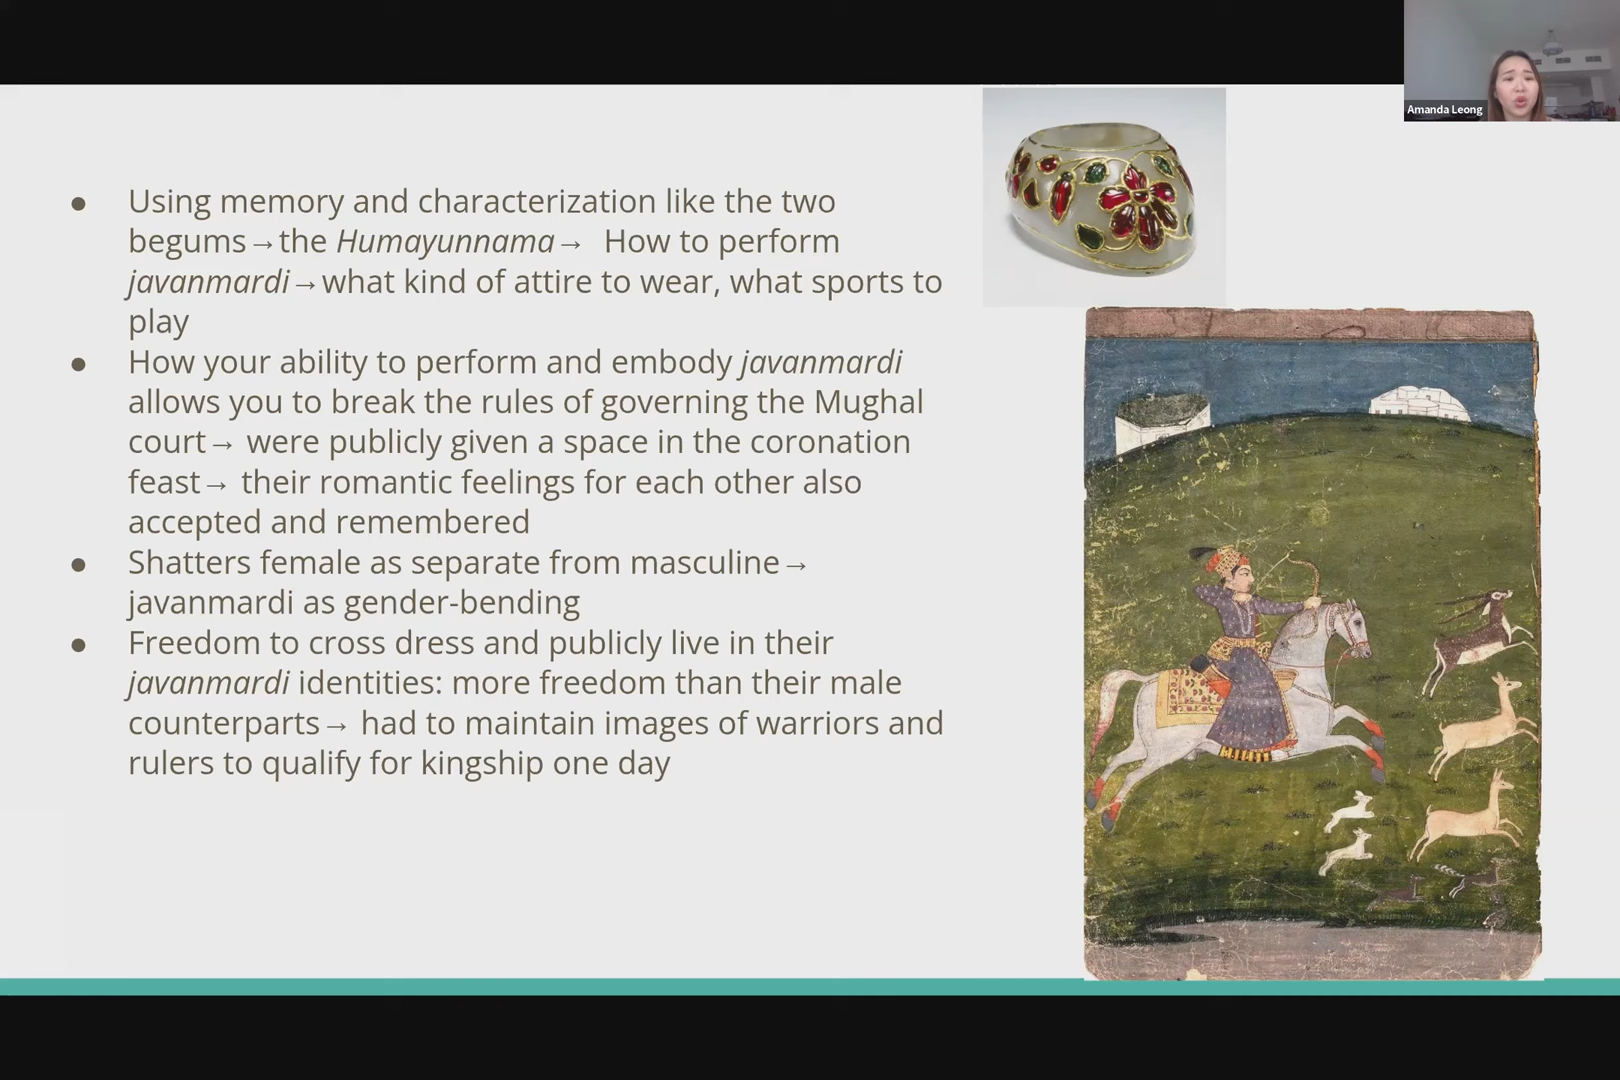 Amanda Leong
● Using memory and characterization like the two
begums→the Humayunnama→ How to perform
javanmardi→what kind of attire to wear, what sports to
play
● How your ability to perform and embody javanmardi
allows you to break the rules of governing the Mughal
court→ were publicly given a space in the coronation
feast→ their romantic feelings for each other also
accepted and remembered
● Shatters female as separate from masculine→
javanmardi as gender-bending
● Freedom to cross dress and publicly live in their
javanmardi identities: more freedom than their male
counterparts→ had to maintain images of warriors and
rulers to qualify for kingship one day